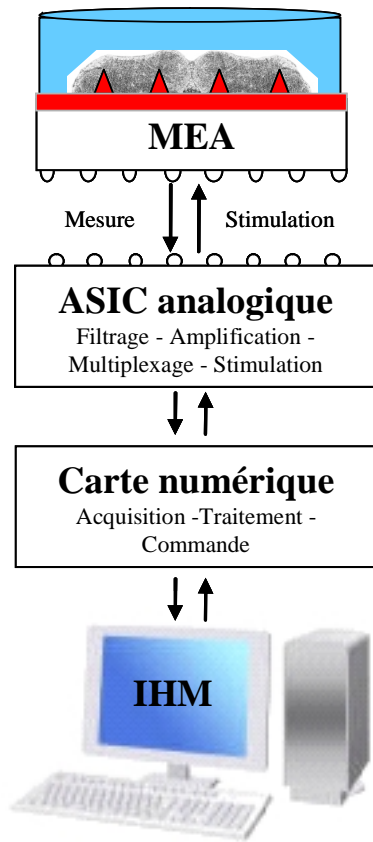 MEA
Mesure Stimulation
ASIC analogique
Filtrage - Amplification -
Multiplexage - Stimulation
Carte numérique
Acquisition -Traitement -
Commande
IHM